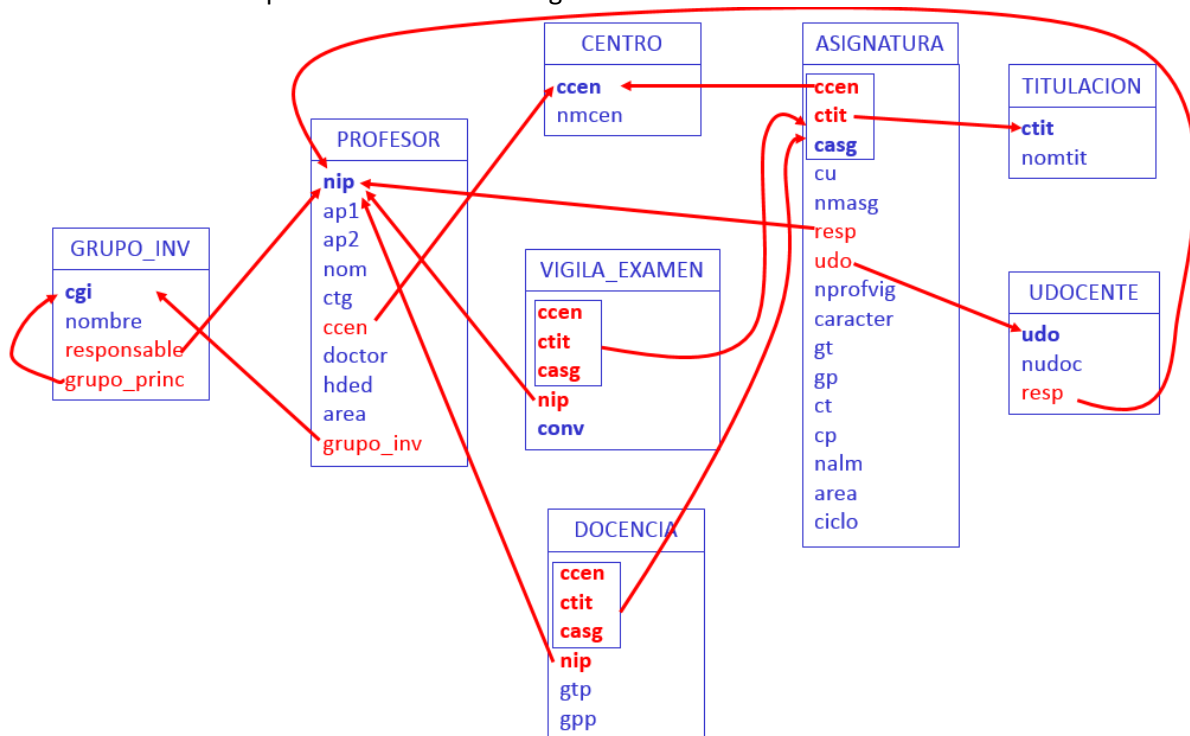 CENTRO
ccen
nmcen
ASIGNATURA
ccen
ctit
casg
cu
nmasg
resp
udo
nprofvig
caracter
gt
gp
ct
cp
nalm
area
ciclo
TITULACION
ctit
nomtit
PROFESOR
nip
ap1
ap2
nom
ctg
ccen
doctor
hded
area
grupo_inv
GRUPO_INV
cgi
nombre
responsable
grupo_princ
VIGILA_EXAMEN
ccen
ctit
casg
nip
conv
UDOCENTE
udo
nudoc
resp
DOCENCIA
ccen
ctit
casg
nip
gtp
gpp